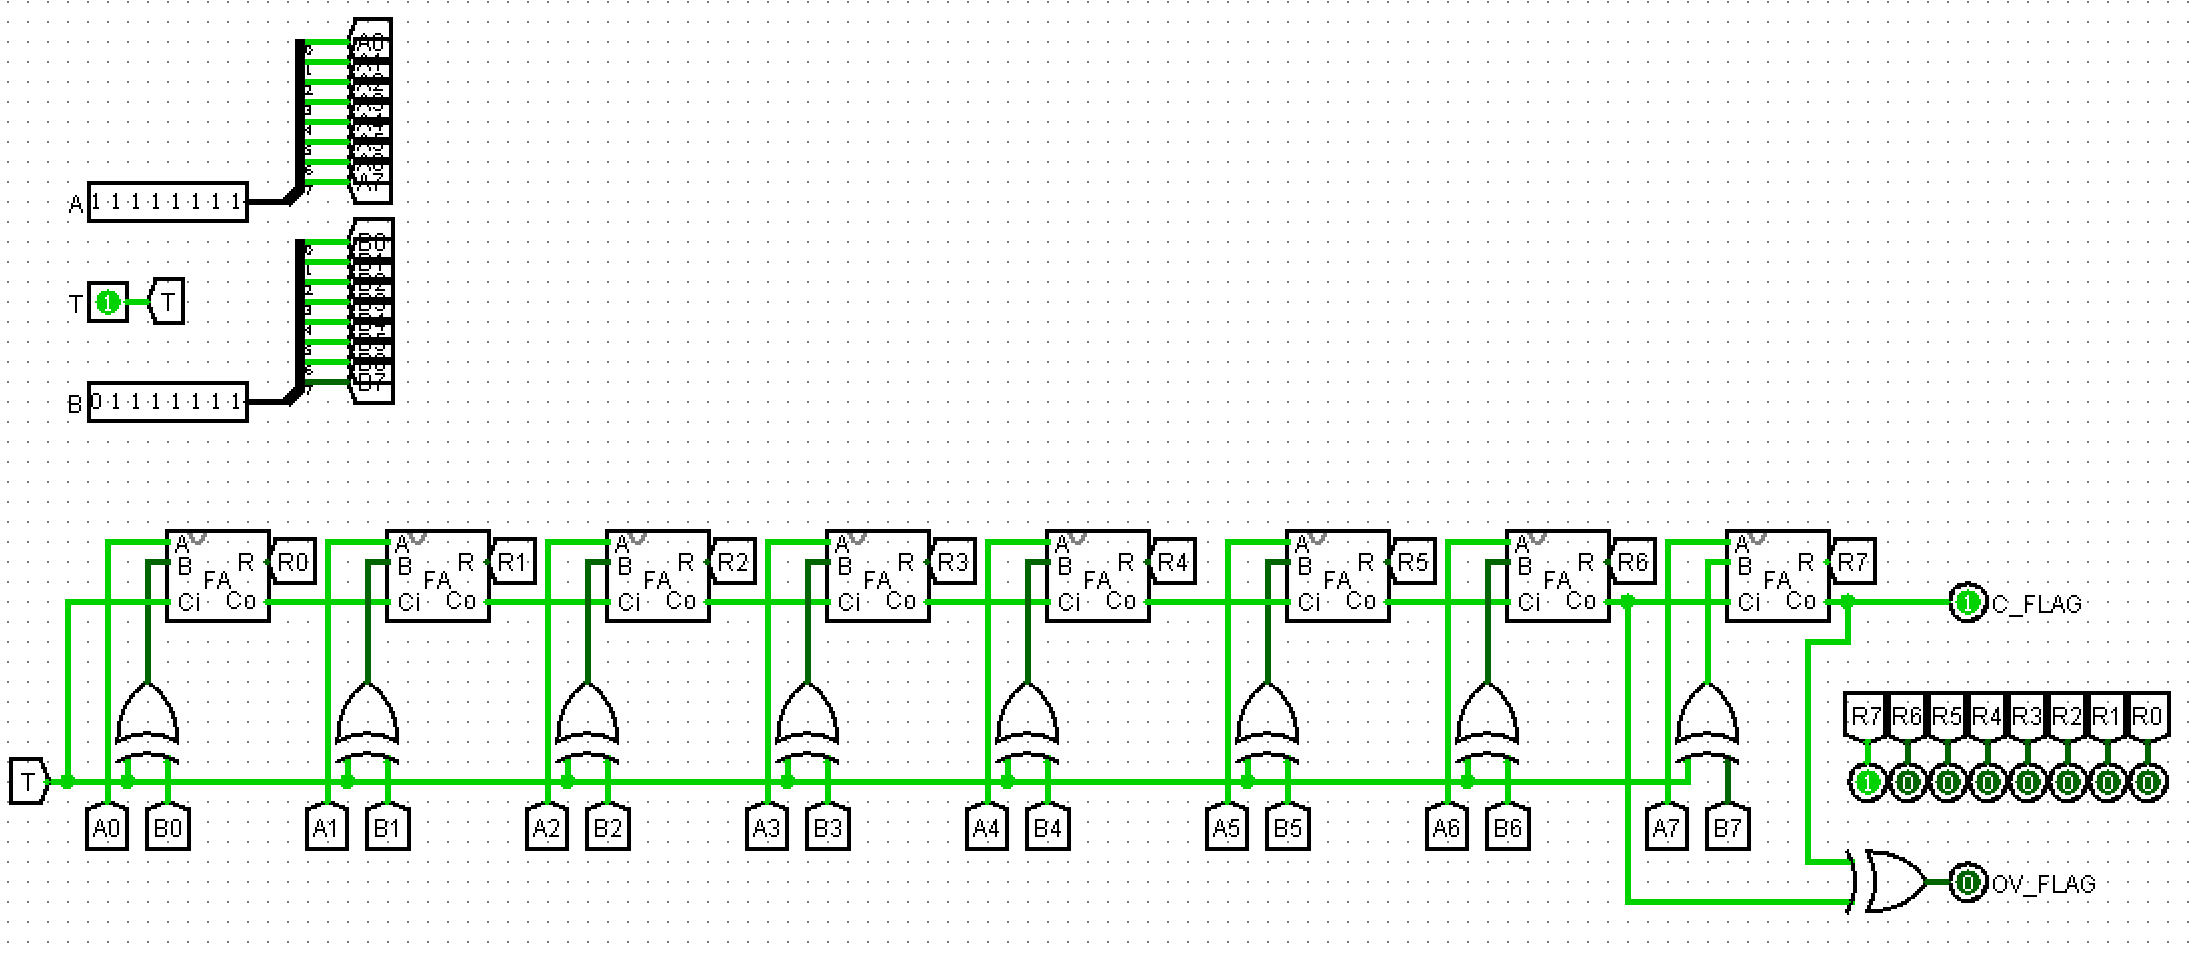 A 1 1 1 1 1 1 1 1
T 1 T
B 0 1 1 1 1 1 1 1
A B Ci FA R Co R0
A B Ci FA R Co R1
A B Ci FA R Co R2
A B Ci FA R Co R3
A B Ci FA R Co R4
A B Ci FA R Co R5
A B Ci FA R Co R6
A B Ci FA R Co R7
1 C_FLAG
R7 R6 R5 R4 R3 R2 R1 R0
T
1 0 0 0 0 0 0 0
A0 B0 A1 B1 A2 B2 A3 B3 A4 B4 A5 B5 A6 B6 A7 B7
0 OV_FLAG